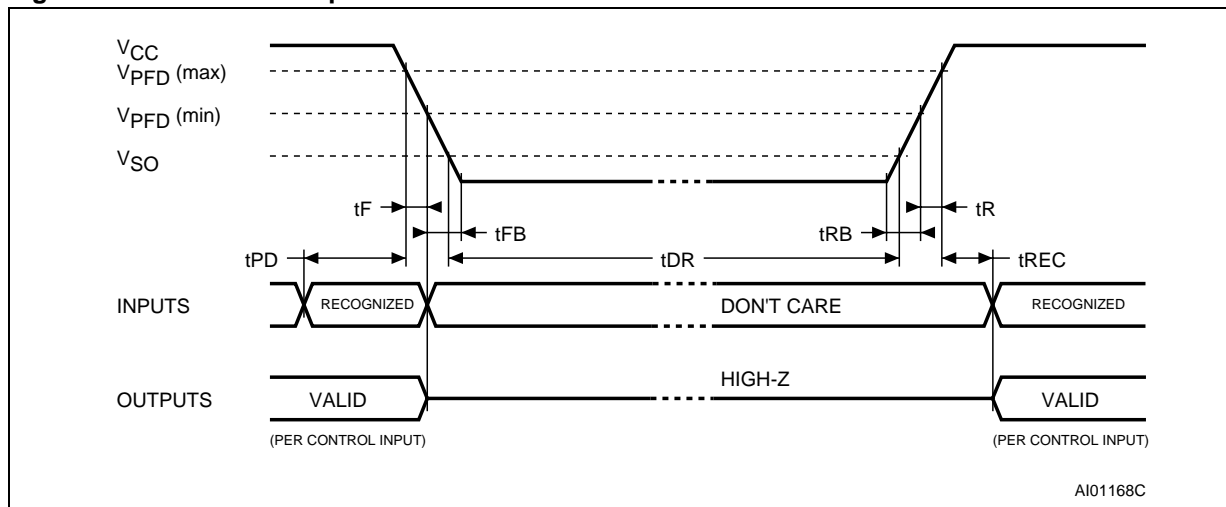 VCC
VPFD (max)
VPFD (min)
VSO
tF
tFB
tR
tRB
tPD
tDR
tREC
INPUTS
RECOGNIZED
DON'T CARE
RECOGNIZED
HIGH-Z
OUTPUTS
VALID
VALID
(PER CONTROL INPUT)
(PER CONTROL INPUT)
AI01168C